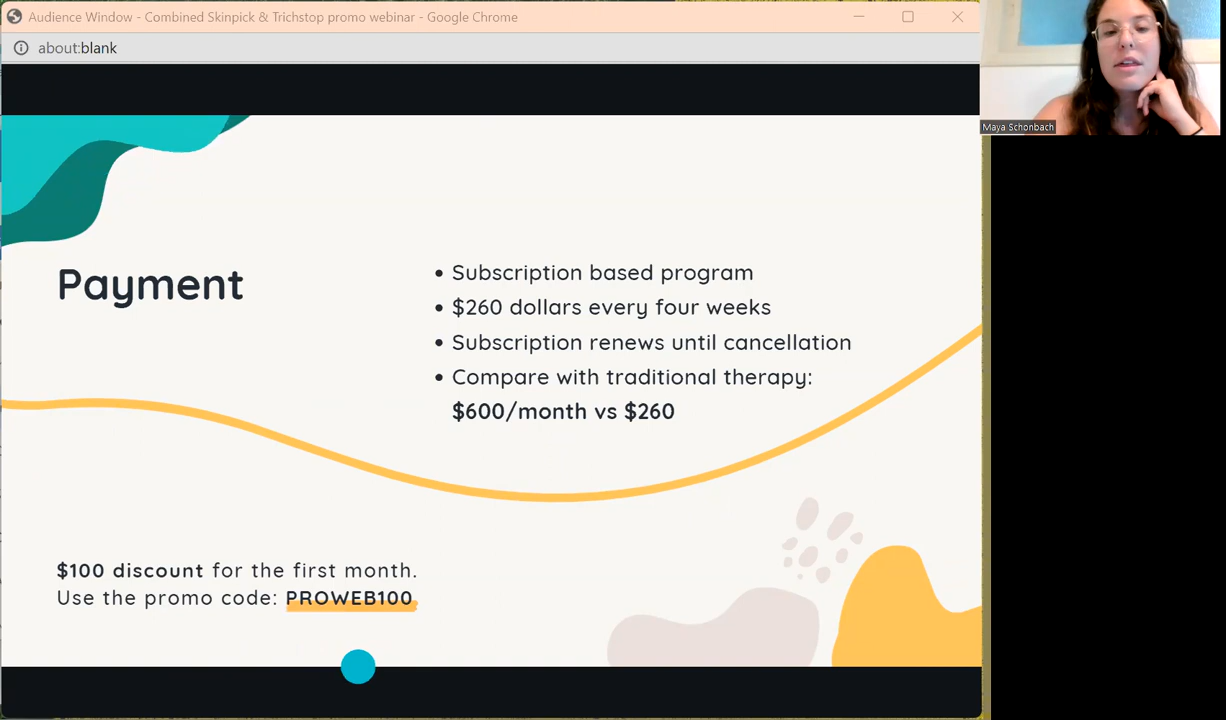 Audience Window - Combined Skinpick & Trichstop promo webinar - Google Chrome
about:blank
Maya Schonbach
Payment
• Subscription based program
• $260 dollars every four weeks
• Subscription renews until cancellation
• Compare with traditional therapy:
$600/month vs $260
$100 discount for the first month.
Use the promo code: PROWEB100